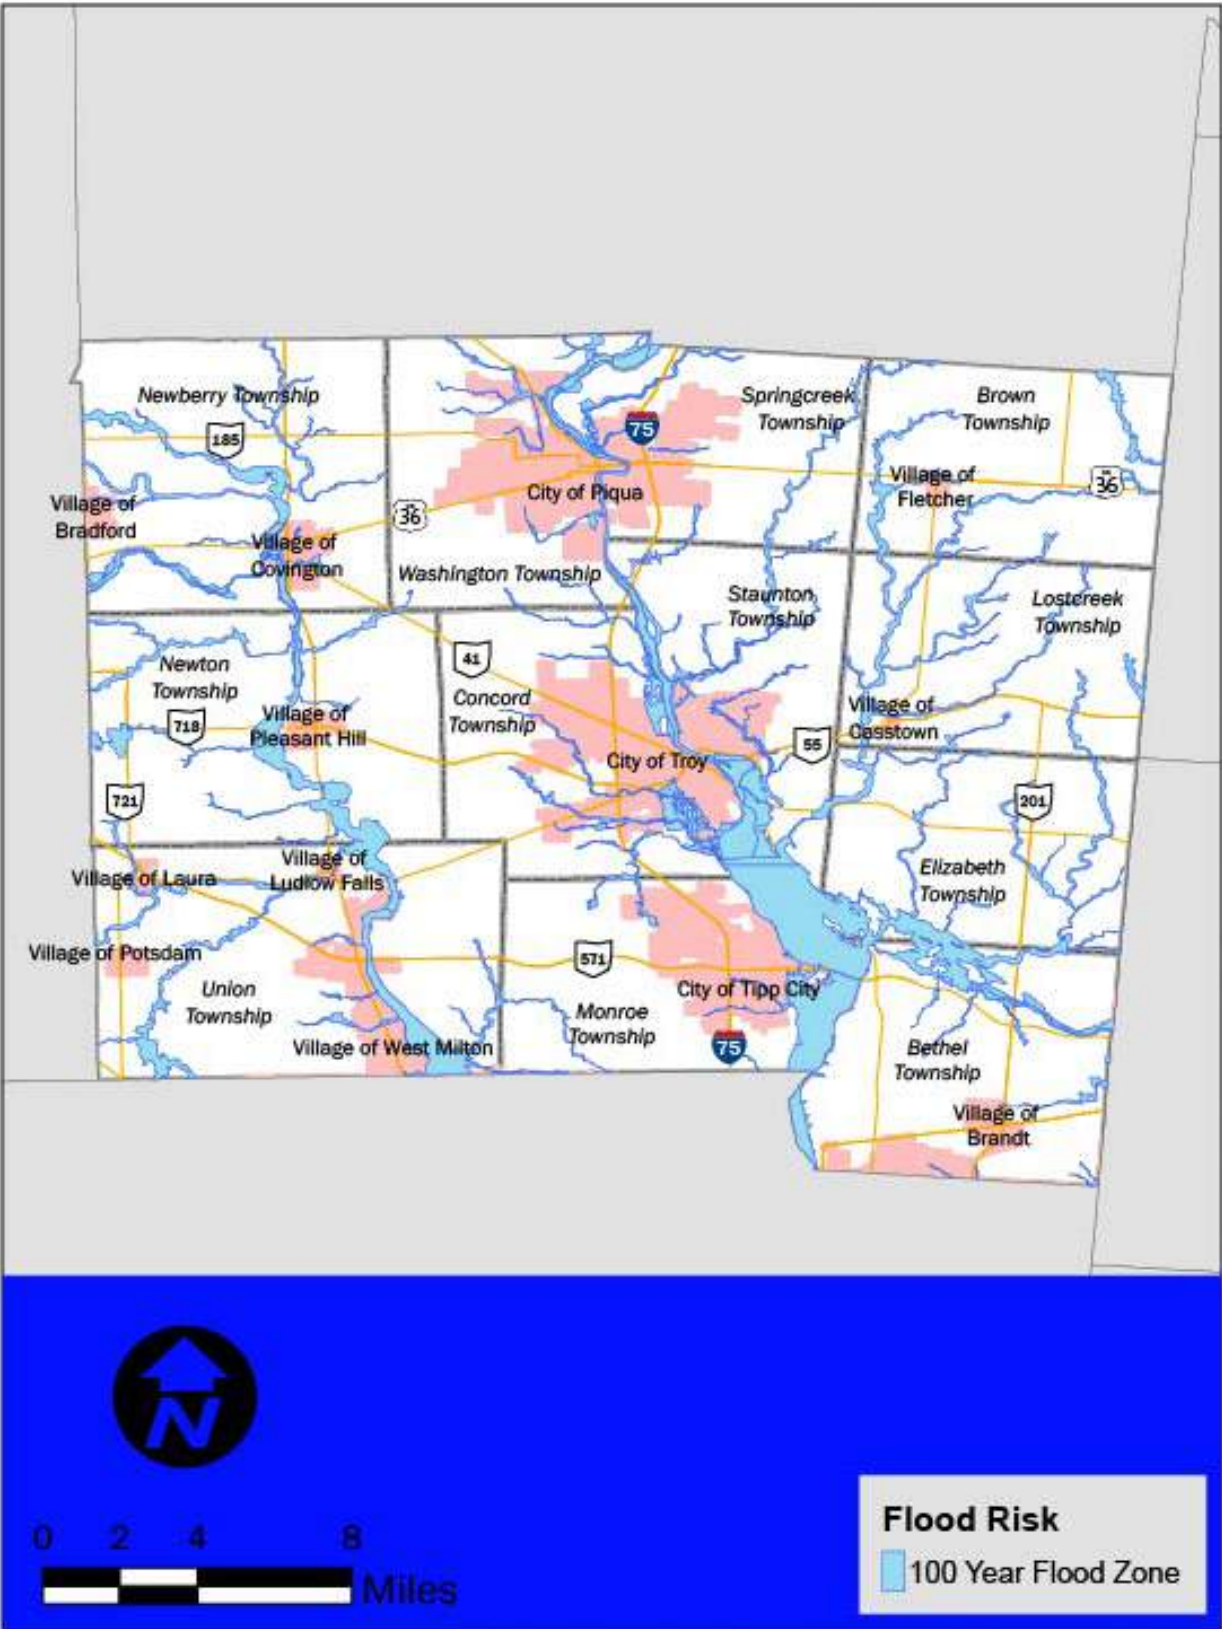 Newberry Township
Springcreek
Township
Brown
Township
185
75
Village of
Fletcher
36
Village of
Bradford
City of Piqua
36
Village of
Covington
Washington Township
Staunton
Township
Lostcreek
Township
Newton
Township
41
Concord
Township
718
Village of
Pleasant Hill
Village of
Casstown
55
City of Troy
721
201
Village of Laura
Village of
Ludlow Falls
Elizabeth
Township
Village of Potsdam
571
Union
Township
City of Tipp City
Monroe
Township
Village of West Milton
75
Bethel
Township
Village of
Brandt
N
0 2 4 8
Miles
Flood Risk
100 Year Flood Zone